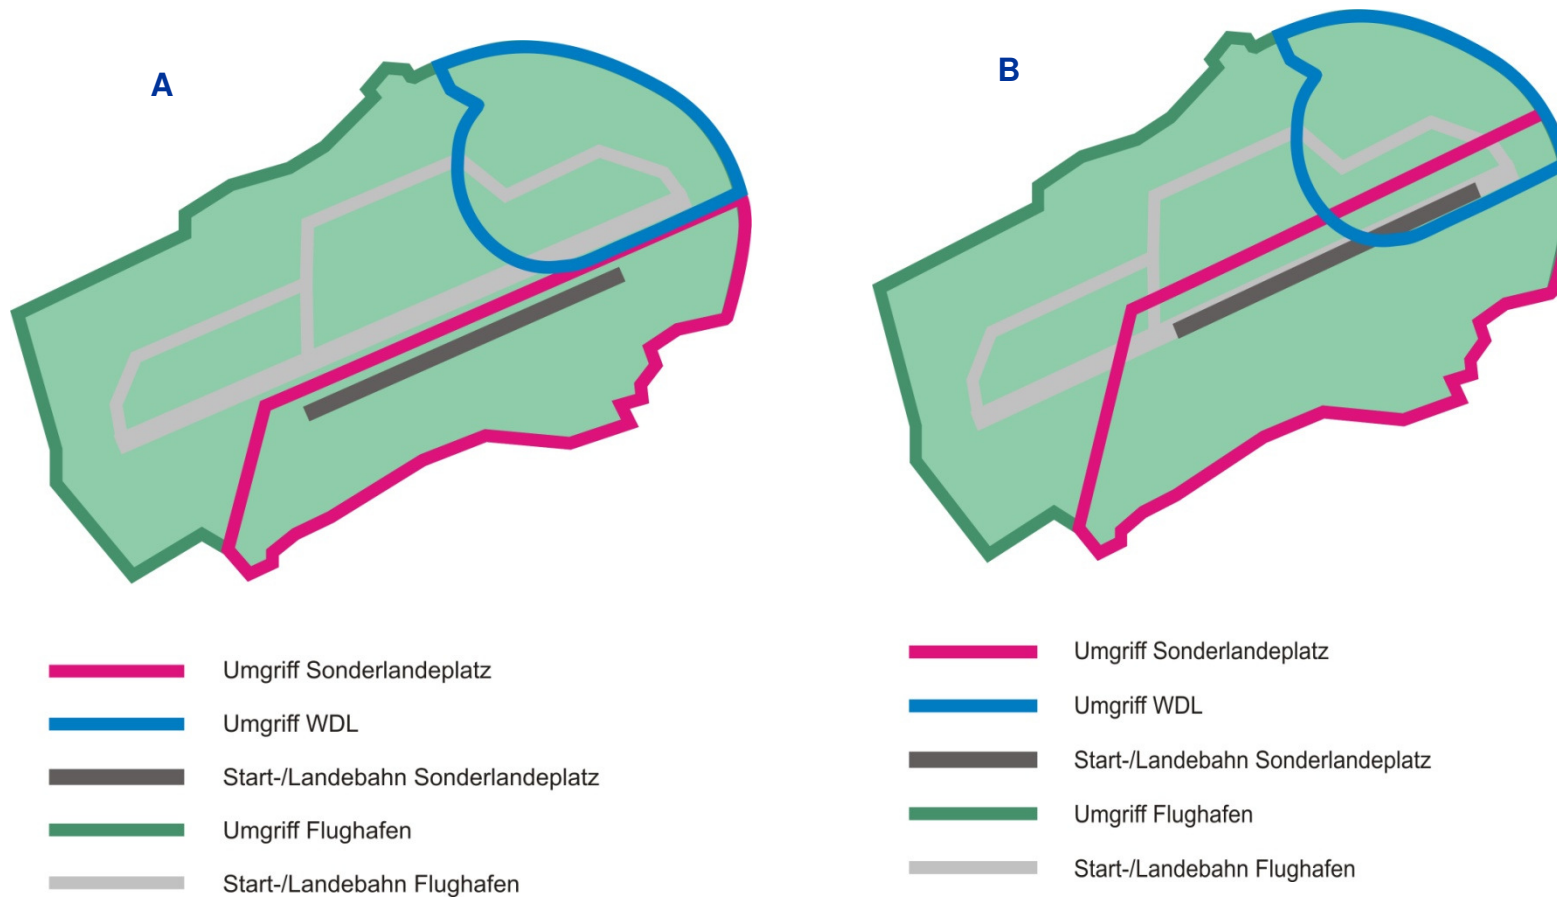 A
B
Umgriff Sonderlandeplatz
Umgriff WDL
Start-/Landebahn Sonderlandeplatz
Umgriff Flughafen
Start-/Landebahn Flughafen
Umgriff Sonderlandeplatz
Umgriff WDL
Start-/Landebahn Sonderlandeplatz
Umgriff Flughafen
Start-/Landebahn Flughafen